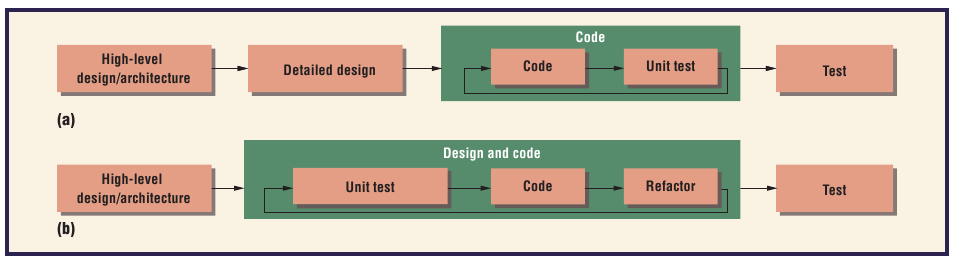 Code
High-level
design/architecture
Detailed design
Code
Unit test
Test
(a)
Design and code
High-level
design/architecture
Unit test
Code
Refactor
Test
(b)